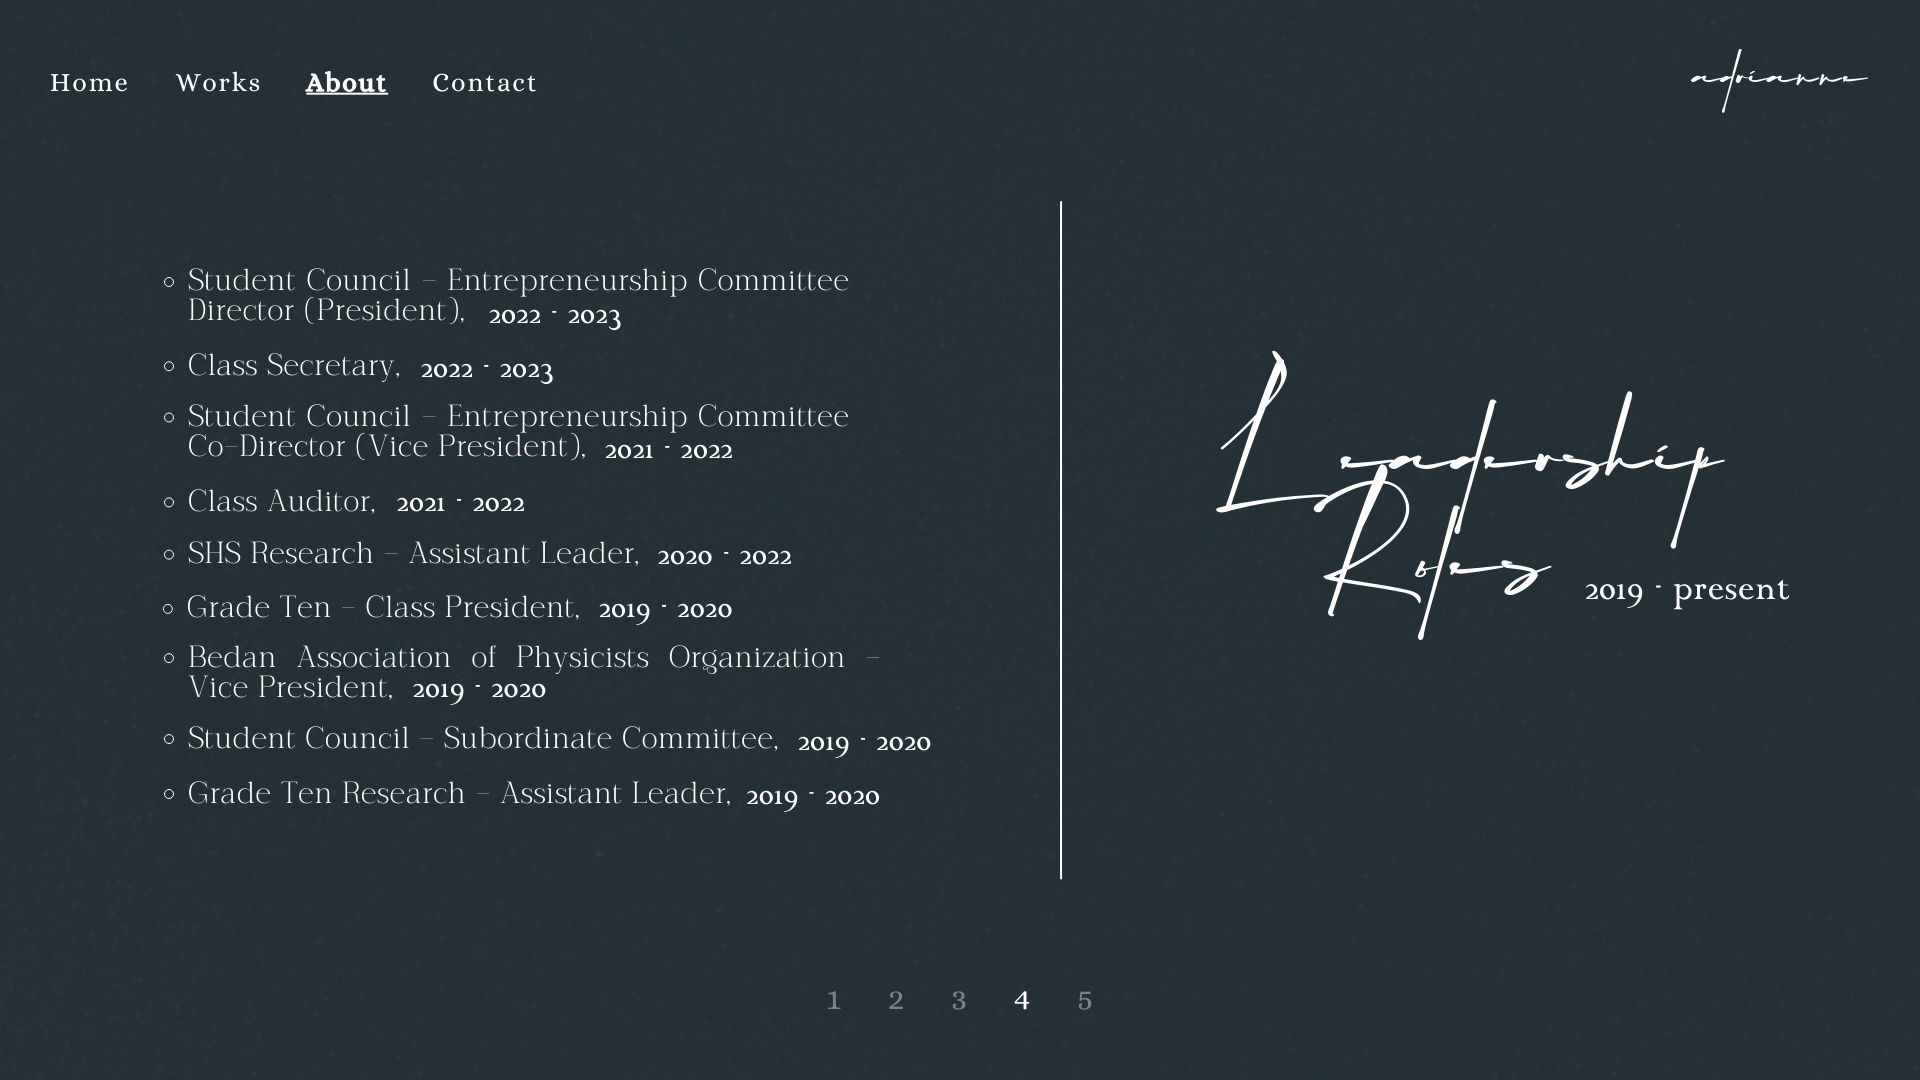 Home Works About Contact
adrianne
Student Council – Entrepreneurship Committee
Director (President), 2022 - 2023
Class Secretary, 2022 - 2023
Student Council – Entrepreneurship Committee
Co-Director (Vice President), 2021 - 2022
Class Auditor, 2021 - 2022
SHS Research – Assistant Leader, 2020 - 2022
Grade Ten – Class President, 2019 - 2020
Bedan Association of Physicists Organization –
Vice President, 2019 - 2020
Student Council – Subordinate Committee, 2019 - 2020
Grade Ten Research – Assistant Leader, 2019 - 2020
Leadership
Roles 2019 - present
1 2 3 4 5